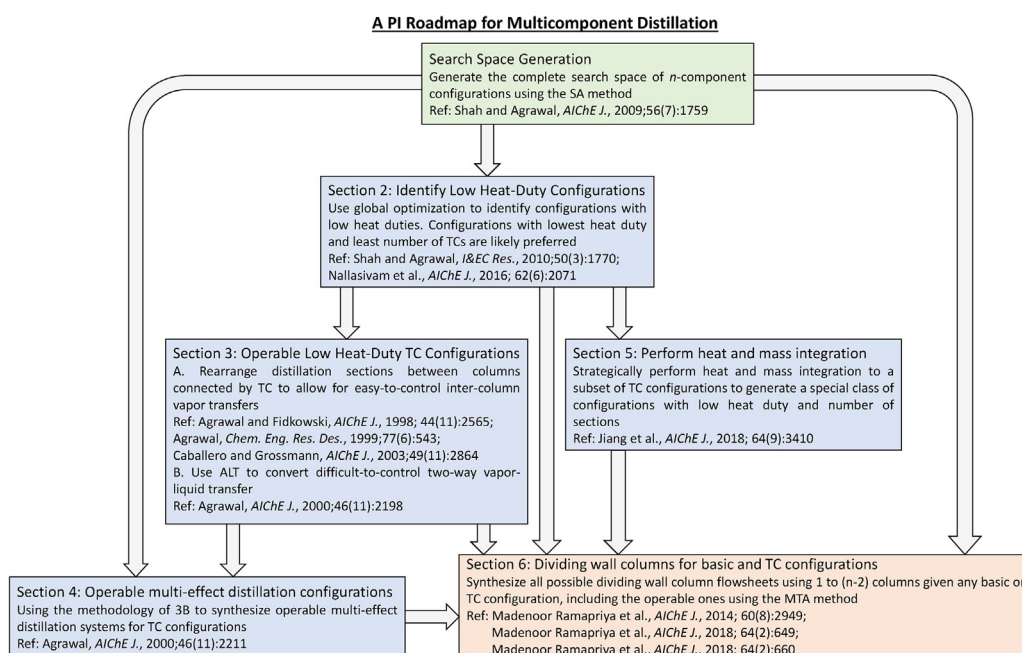 A PI Roadmap for Multicomponent Distillation
Search Space Generation
Generate the complete search space of n-component
configurations using the SA method
Ref: Shah and Agrawal, AIChE J., 2009;56(7):1759
Section 2: Identify Low Heat-Duty Configurations
Use global optimization to identify configurations with
low heat duties. Configurations with lowest heat duty
and least number of TCs are likely preferred
Ref: Shah and Agrawal, I&EC Res., 2010;50(3):1770;
Nallasivam et al., AIChE J., 2016; 62(6):2071
Section 3: Operable Low Heat-Duty TC Configurations
A. Rearrange distillation sections between columns
connected by TC to allow for easy-to-control inter-column
vapor transfers
Ref: Agrawal and Fidkowski, AIChE J., 1998; 44(11):2565;
Agrawal, Chem. Eng. Res. Des., 1999;77(6):543;
Caballero and Grossmann, AIChE J., 2003;49(11):2864
B. Use ALT to convert difficult-to-control two-way vapor-
liquid transfer
Ref: Agrawal, AIChE J., 2000;46(11):2198
Section 5: Perform heat and mass integration
Strategically perform heat and mass integration to a
subset of TC configurations to generate a special class of
configurations with low heat duty and number of
sections
Ref: Jiang et al., AIChE J., 2018; 64(9):3410
Section 4: Operable multi-effect distillation configurations
Using the methodology of 3B to synthesize operable multi-effect
distillation systems for TC configurations
Ref: Agrawal, AIChE J., 2000;46(11):2211
Section 6: Dividing wall columns for basic and TC configurations
Synthesize all possible dividing wall column flowsheets using 1 to (n-2) columns given any basic
TC configuration, including the operable ones using the MTA method
Ref: Madenoor Ramapriya et al., AIChE J., 2014; 60(8):2949;
Madenoor Ramapriya et al., AIChE J., 2018; 64(2):649;
Madenoor Ramapriya et al., AIChE J., 2018; 64(2):660